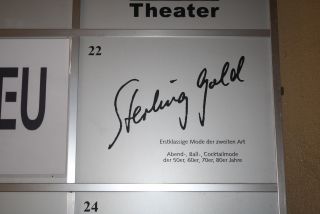 Theater
22
EU
Sterling Gold
Erstklassige Mode der zweiten Art
Abend-, Ball-, Cocktailmode
der 50er, 60er, 70er, 80er Jahre
24